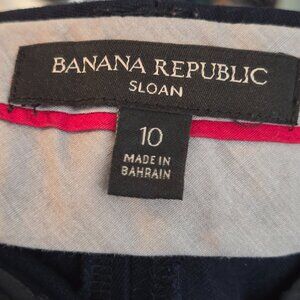 BANANA REPUBLIC
SLOAN
10
MADE IN
BAHRAIN